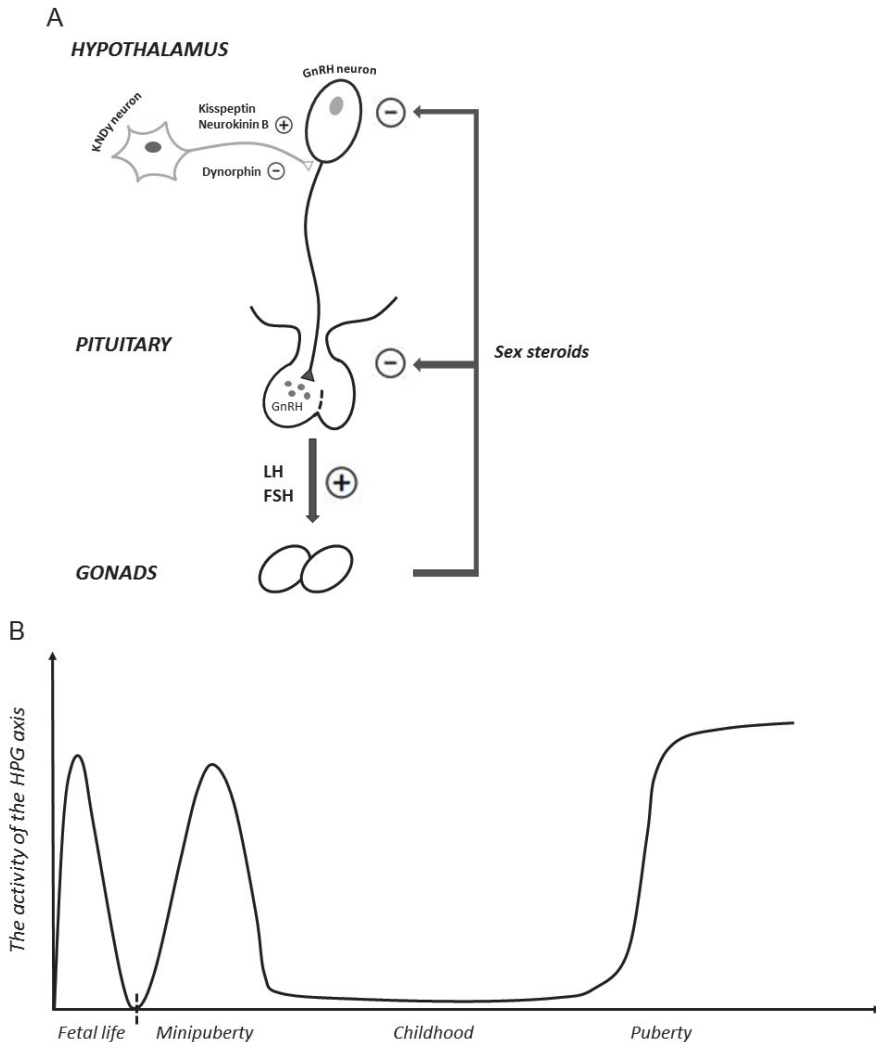 A
HYPOTHALAMUS
GnRH neuron
KNDy neuron
Kisspeptin
Neurokinin B +
Dynorphin −
−
PITUITARY
−
Sex steroids
GnRH
LH
FSH
+
GONADS
B
The activity of the HPG axis
Fetal life Minipuberty Childhood Puberty